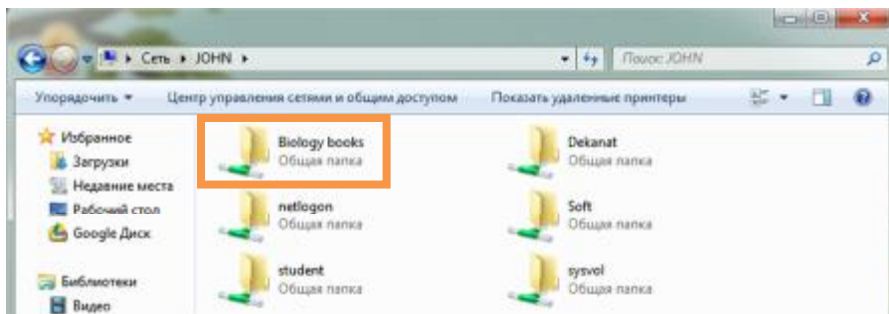 Сеть ▸ JOHN ▸
Поиск: JOHN
Упорядочить
Центр управления сетями и общим доступом
Показать удаленные принтеры
Избранное
Загрузки
Недавние места
Рабочий стол
Google Диск
Библиотеки
Видео
Biology books
Общая папка
Dekanat
Общая папка
netlogon
Общая папка
Soft
Общая папка
student
Общая папка
sysvol
Общая папка